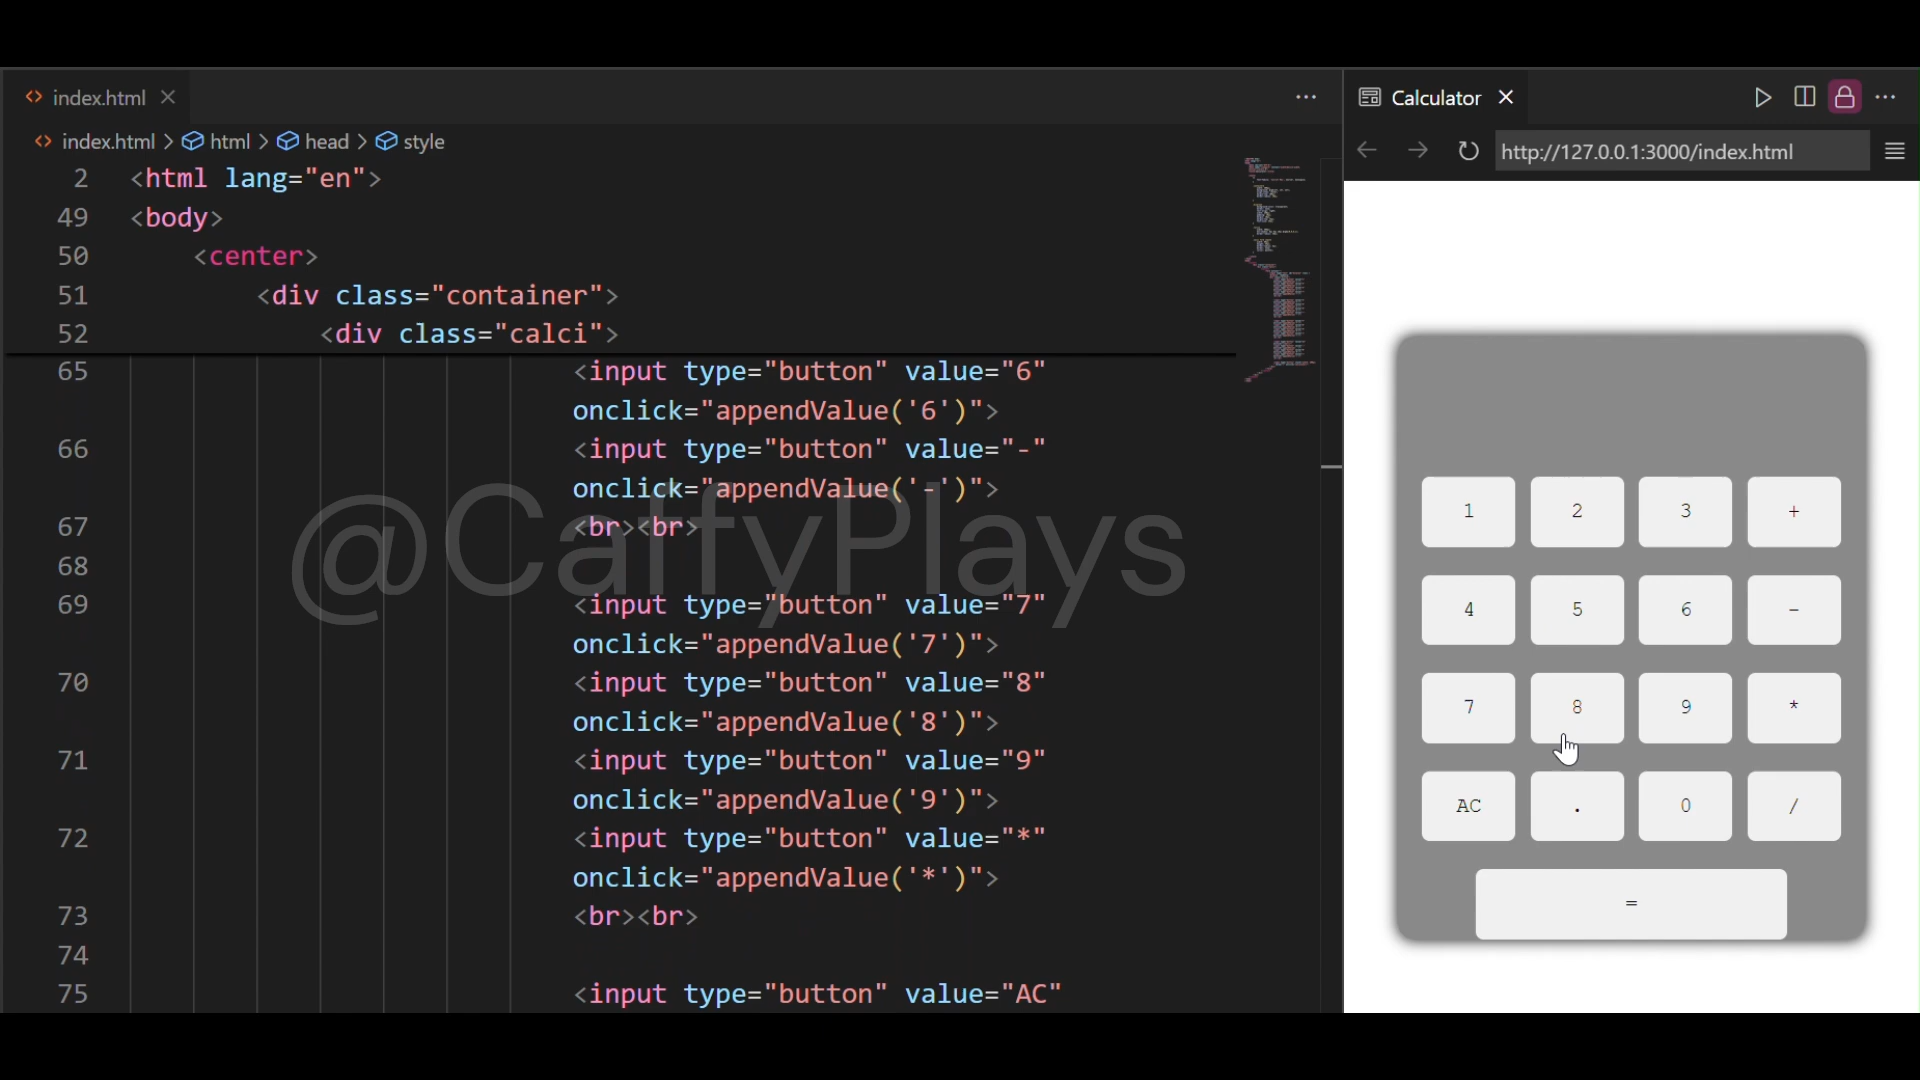 index.html
index.html > html > head > style
2 <html lang="en">
49 <body>
50 <center>
51 <div class="container">
52 <div class="calci">
65 <input type="button" value="6"
onclick="appendValue('6')">
66 <input type="button" value="-"
onclick="appendValue('-')">
67 <br><br>
68
69 <input type="button" value="7"
onclick="appendValue('7')">
70 <input type="button" value="8"
onclick="appendValue('8')">
71 <input type="button" value="9"
onclick="appendValue('9')">
72 <input type="button" value="*"
onclick="appendValue('*')">
73 <br><br>
74
75 <input type="button" value="AC"
@CaffyPlays
Calculator
http://127.0.0.1:3000/index.html
1 2 3 +
4 5 6 -
7 8 9 *
AC . 0 /
=